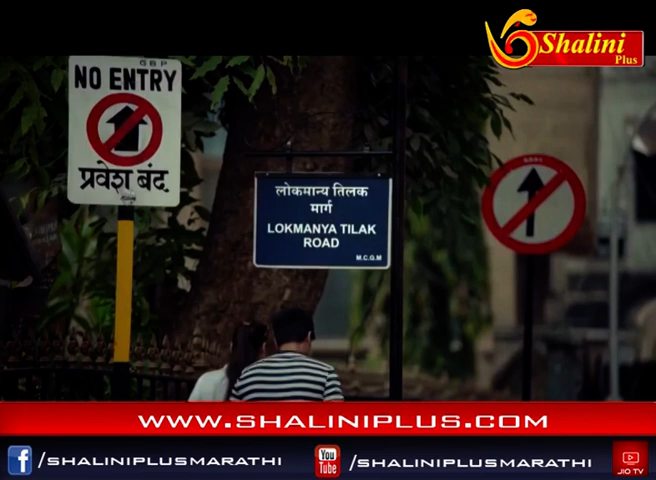 Shalini
Plus
GBP
NO ENTRY
प्रवेश बंद
लोकमान्य तिलक
मार्ग
LOKMANYA TILAK
ROAD
M.C.G.M
WWW.SHALINIPLUS.COM
/SHALINIPLUSMARATHI
You
Tube
/SHALINIPLUSMARATHI
JIO TV